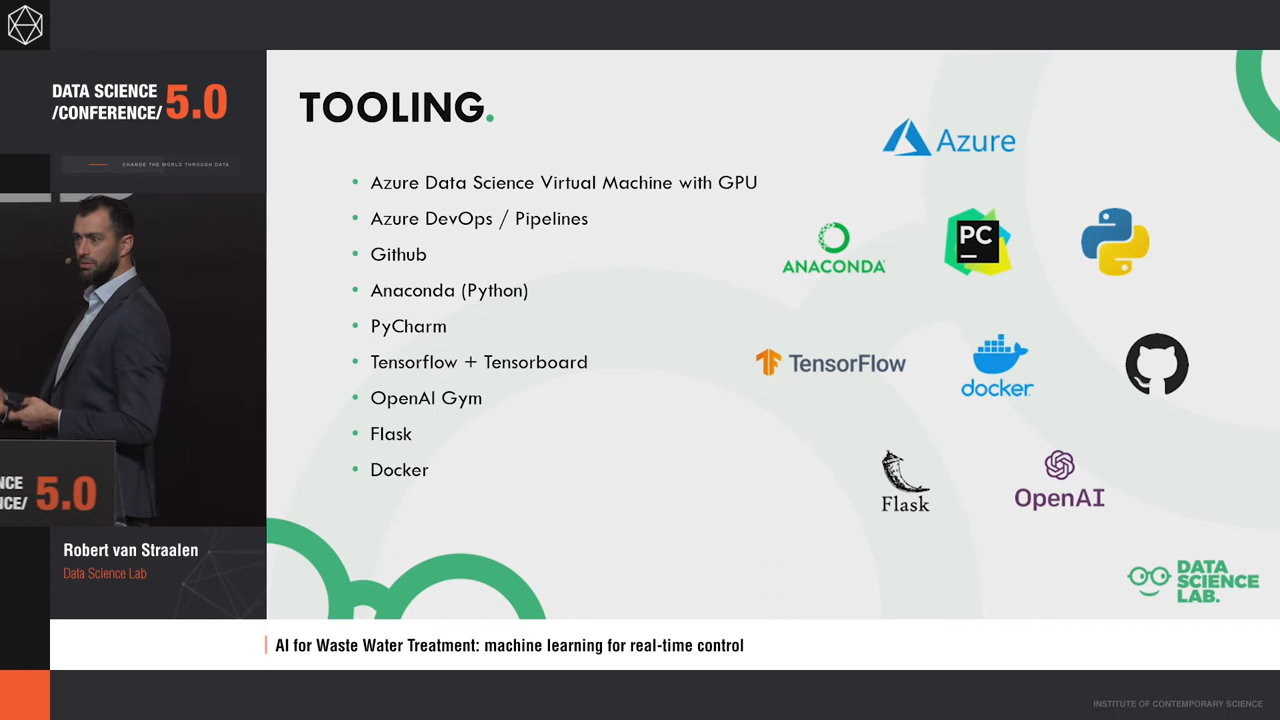 DATA SCIENCE
/CONFERENCE/ 5.0
CHANGE THE WORLD THROUGH DATA
NCE
NCE/ 5.0
Robert van Straalen
Data Science Lab
TOOLING.
• Azure Data Science Virtual Machine with GPU
• Azure DevOps / Pipelines
• Github
• Anaconda (Python)
• PyCharm
• Tensorflow + Tensorboard
• OpenAI Gym
• Flask
• Docker
Azure
ANACONDA
PC
TensorFlow
docker
Flask
OpenAI
DATA
SCIENCE
LAB.
AI for Waste Water Treatment: machine learning for real-time control
INSTITUTE OF CONTEMPORARY SCIENCE